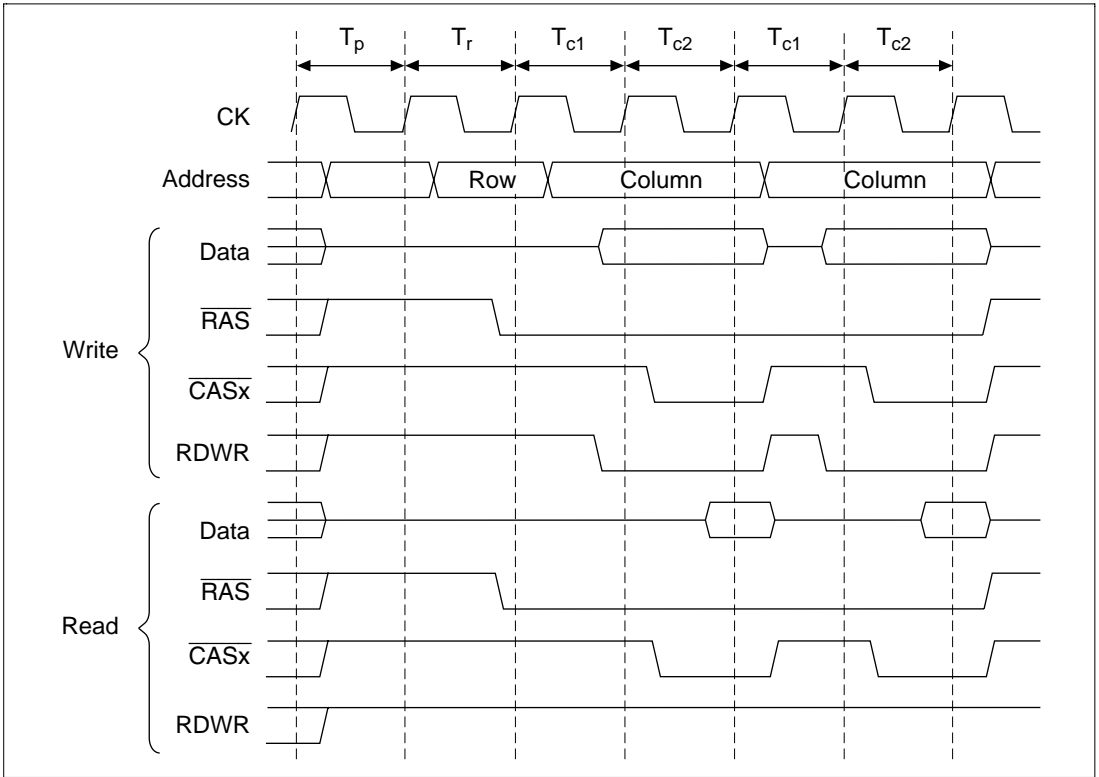 Tp Tr Tc1 Tc2 Tc1 Tc2
CK
Address Row Column Column
Data
RAS
Write
CASx
RDWR
Data
RAS
Read
CASx
RDWR